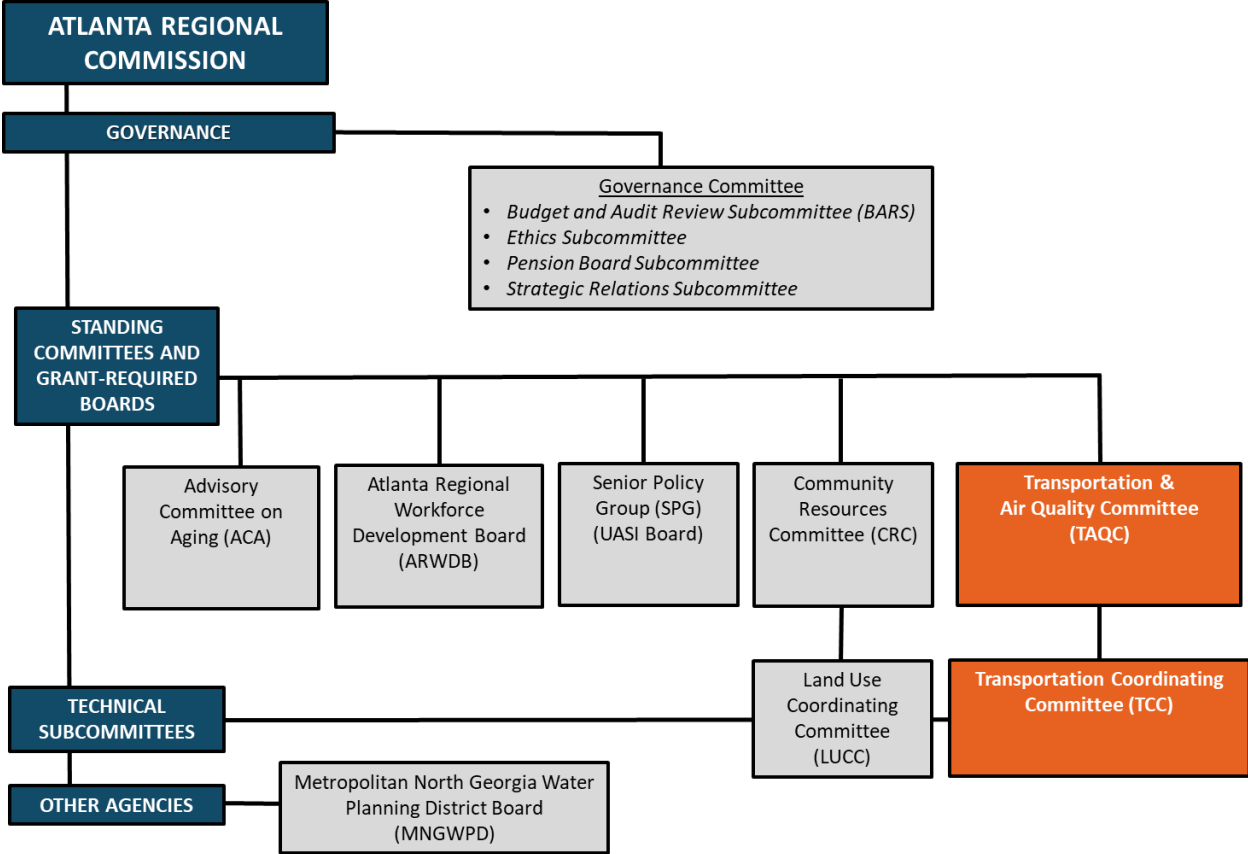 ATLANTA REGIONAL
COMMISSION
GOVERNANCE
Governance Committee
• Budget and Audit Review Subcommittee (BARS)
• Ethics Subcommittee
• Pension Board Subcommittee
• Strategic Relations Subcommittee
STANDING
COMMITTEES AND
GRANT-REQUIRED
BOARDS
Advisory
Committee on
Aging (ACA)
Atlanta Regional
Workforce
Development Board
(ARWDB)
Senior Policy
Group (SPG)
(UASI Board)
Community
Resources
Committee (CRC)
Transportation &
Air Quality Committee
(TAQC)
TECHNICAL
SUBCOMMITTEES
Land Use
Coordinating
Committee
(LUCC)
Transportation Coordinating
Committee (TCC)
OTHER AGENCIES
Metropolitan North Georgia Water
Planning District Board
(MNGWPD)